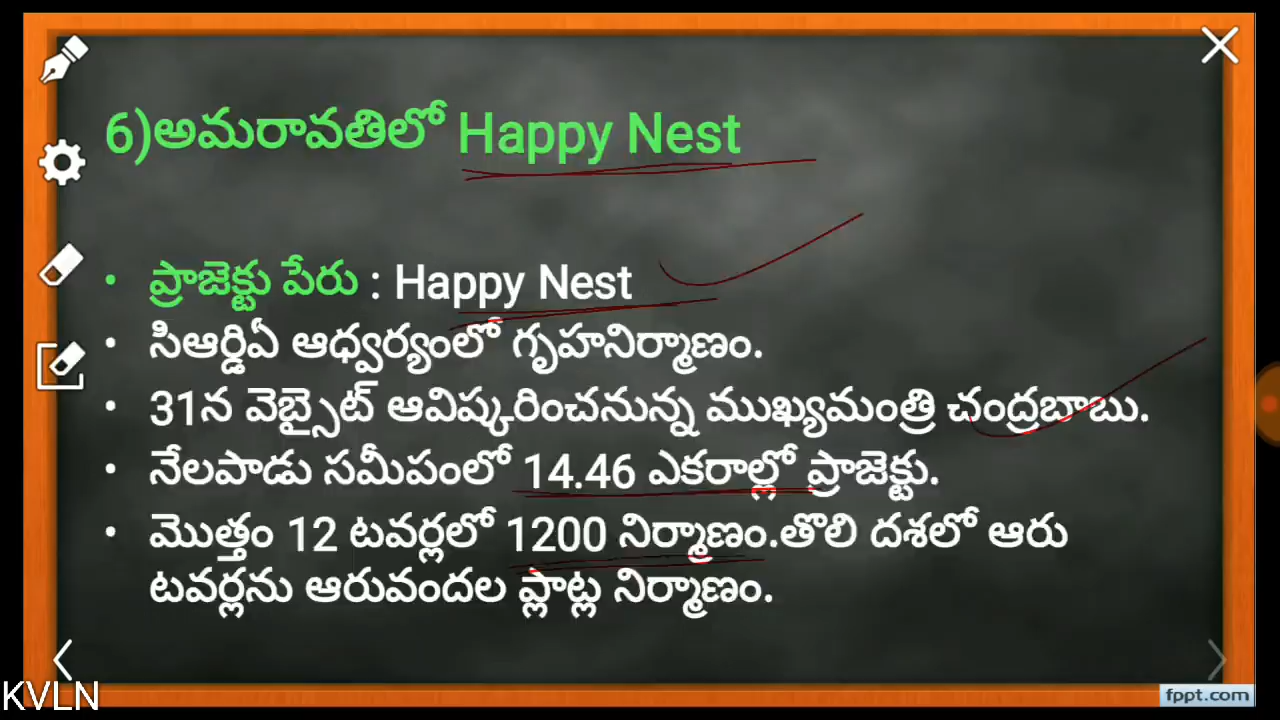 6)అమరావతిలో Happy Nest
• ప్రాజెక్టు పేరు : Happy Nest
• సిఆర్డిఏ ఆధ్వర్యంలో గృహనిర్మాణం.
• 31న వెబ్సైట్ ఆవిష్కరించనున్న ముఖ్యమంత్రి చంద్రబాబు.
• నేలపాడు సమీపంలో 14.46 ఎకరాల్లో ప్రాజెక్టు.
• మొత్తం 12 టవర్లలో 1200 నిర్మాణం.తొలి దశలో ఆరు
టవర్లను ఆరువందల ప్లాట్ల నిర్మాణం.
KVLN
fppt.com